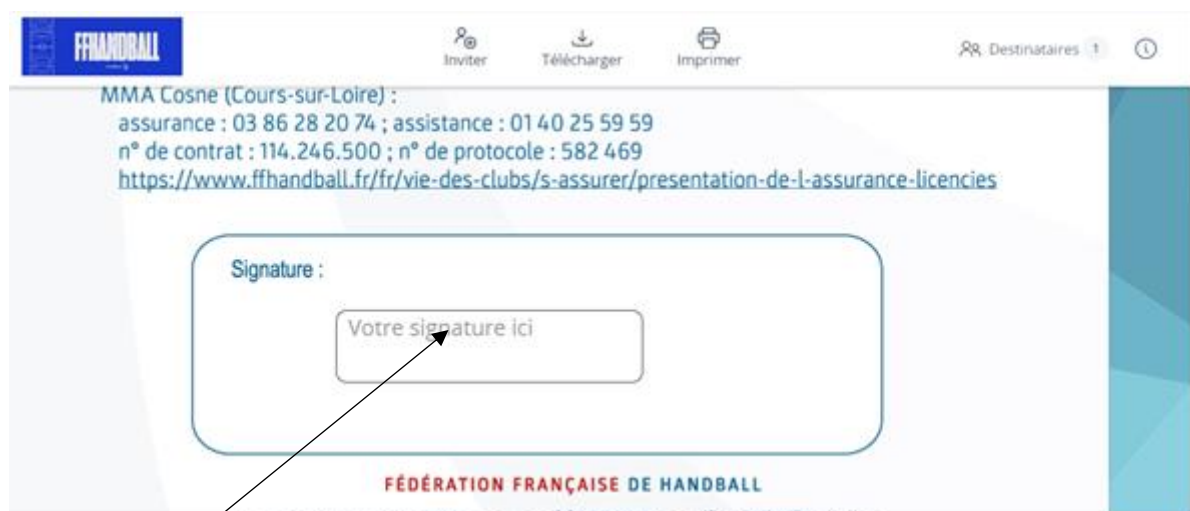 FFHANDBALL
Inviter
Télécharger
Imprimer
Destinataires 1
MMA Cosne (Cours-sur-Loire) :
assurance : 03 86 28 20 74 ; assistance : 01 40 25 59 59
n° de contrat : 114.246.500 ; n° de protocole : 582 469
https://www.ffhandball.fr/fr/vie-des-clubs/s-assurer/presentation-de-l-assurance-licencies
Signature :
Votre signature ici
FÉDÉRATION FRANÇAISE DE HANDBALL